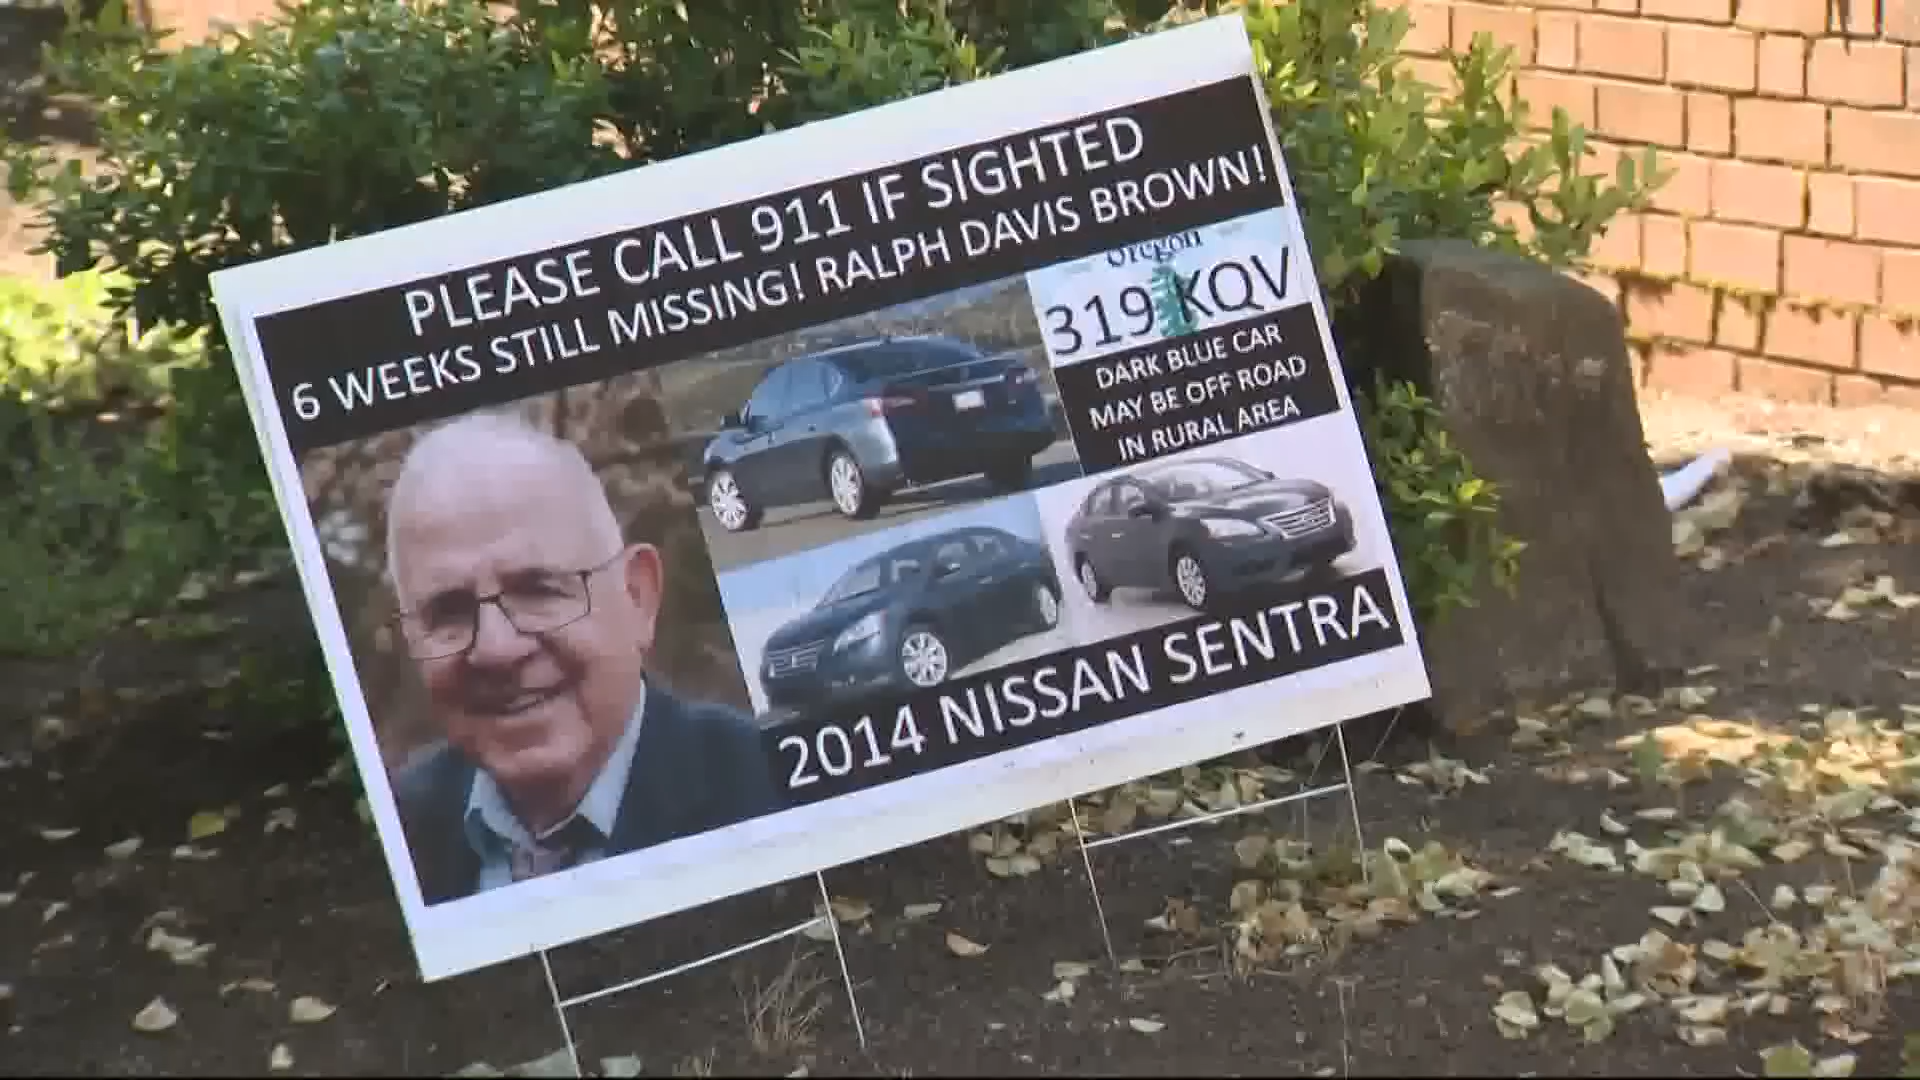 PLEASE CALL 911 IF SIGHTED
6 WEEKS STILL MISSING! RALPH DAVIS BROWN!
Oregon
319 KQV
DARK BLUE CAR
MAY BE OFF ROAD
IN RURAL AREA
2014 NISSAN SENTRA